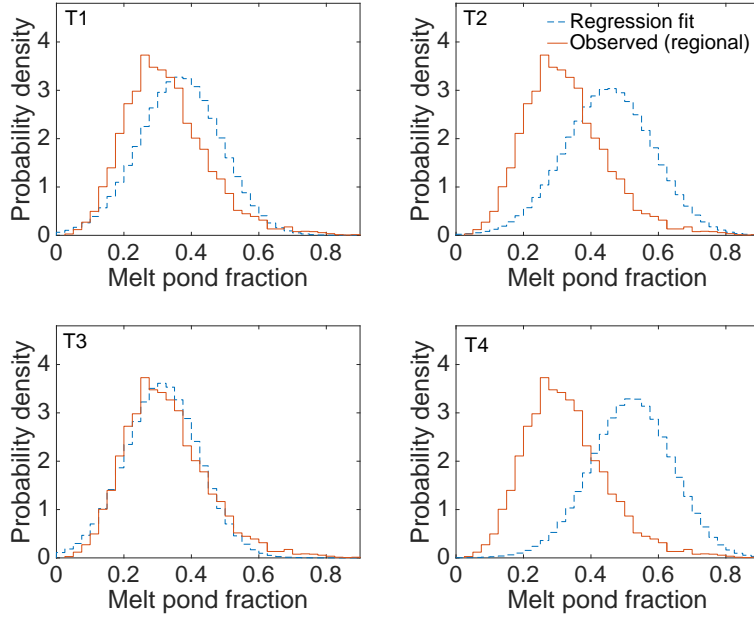 T1
Probability density
4
3
2
1
0
0 0.2 0.4 0.6 0.8
Melt pond fraction
T2
Regression fit
Observed (regional)
Probability density
4
3
2
1
0
0 0.2 0.4 0.6 0.8
Melt pond fraction
T3
Probability density
4
3
2
1
0
0 0.2 0.4 0.6 0.8
Melt pond fraction
T4
Probability density
4
3
2
1
0
0 0.2 0.4 0.6 0.8
Melt pond fraction